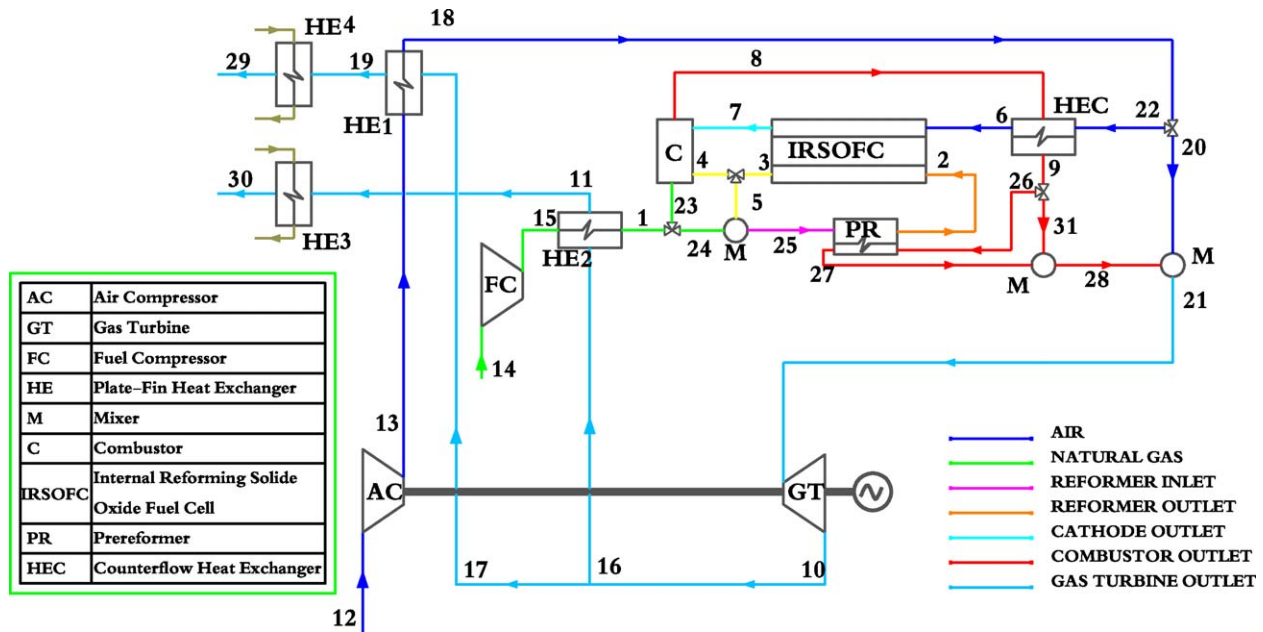 HE4
18
29
19
8
HE1
HEC
7
6
22
IRSOFC
C
20
4
3
2
9
26
30
11
23
5
15
1
PR
31
24
M
25
HE3
HE2
27
M
FC
M
28
21
14
AC Air Compressor
GT Gas Turbine
FC Fuel Compressor
HE Plate-Fin Heat Exchanger
M Mixer
C Combustor
IRSOFC Internal Reforming Solide
Oxide Fuel Cell
PR Prereformer
HEC Counterflow Heat Exchanger
13
AC
GT
17
16
10
12
AIR
NATURAL GAS
REFORMER INLET
REFORMER OUTLET
CATHODE OUTLET
COMBUSTOR OUTLET
GAS TURBINE OUTLET